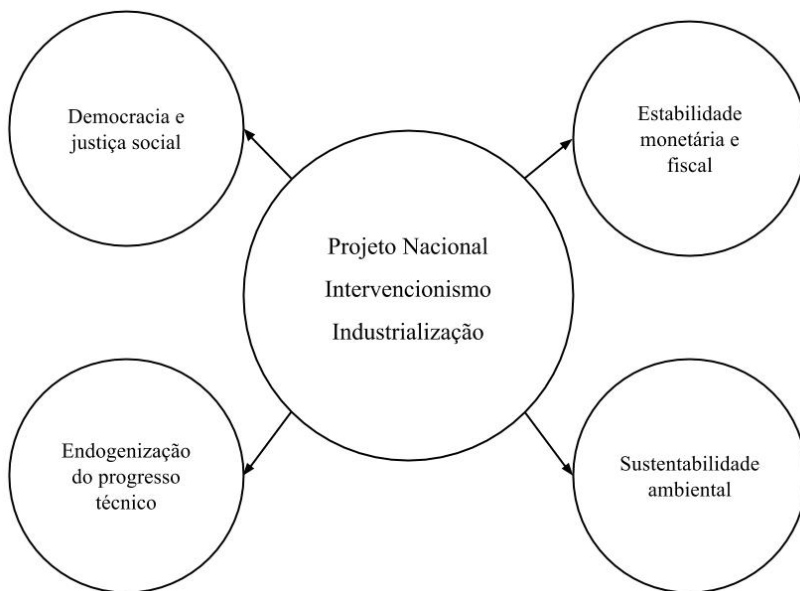 Democracia e
justiça social
Estabilidade
monetária e
fiscal
Projeto Nacional
Intervencionismo
Industrialização
Endogenização
do progresso
técnico
Sustentabilidade
ambiental